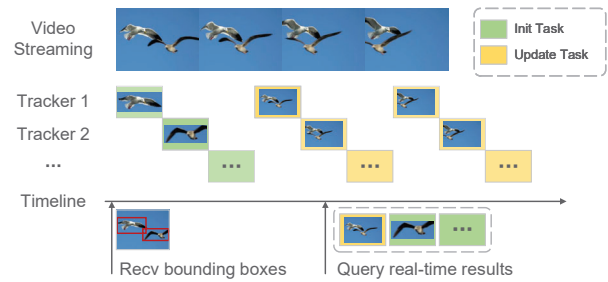 Video
Streaming
Init Task
Update Task
Tracker 1
Tracker 2
...
...
...
...
Timeline
...
Recv bounding boxes
Query real-time results